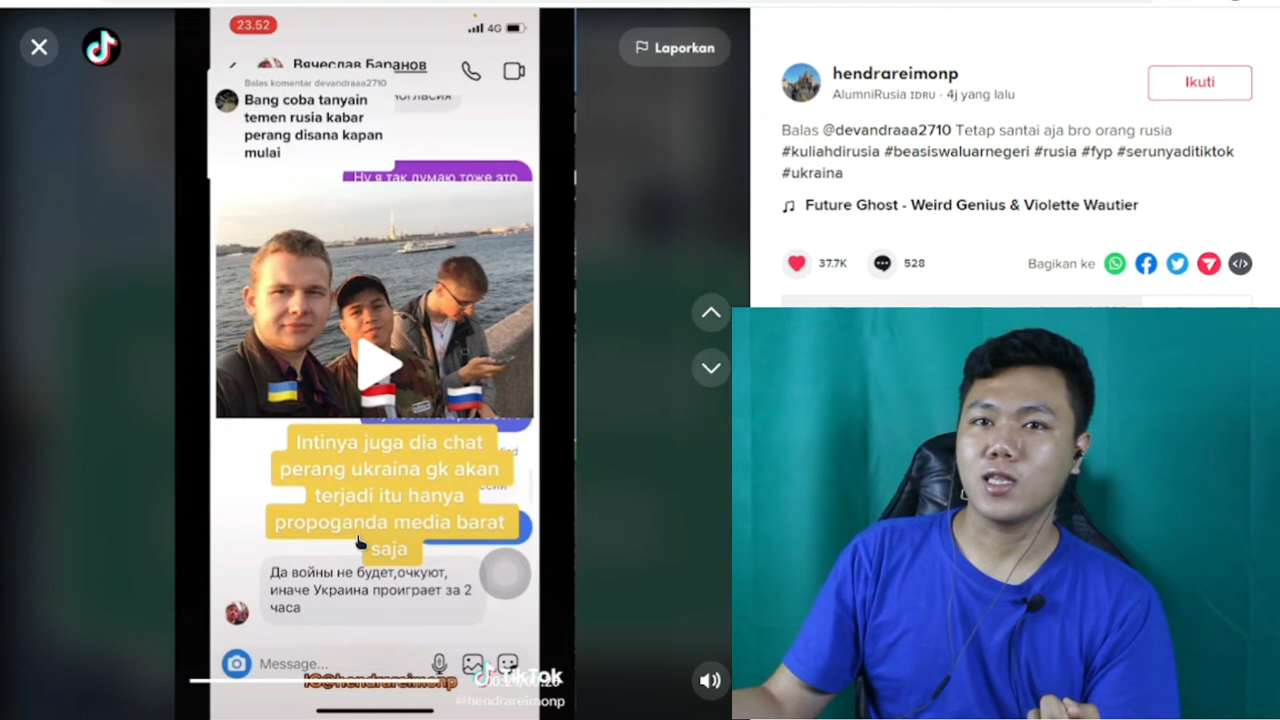 23.52
4G
Вячеслав Баранов
Balas komentar devandraaa2710
Bang coba tanyain
temen rusia kabar
perang disana kapan
mulai
Ну я так думаю тоже это
Intinya juga dia chat
perang ukraina gk akan
terjadi itu hanya
propoganda media barat
saja
Да войны не будет,очкуют,
иначе Украина проиграет за 2
часа
Message...
IG@hendrareimonp
TikTok
@hendrareimonp
Laporkan
hendrareimonp
AlumniRusia IDRU · 4j yang lalu
Ikuti
Balas @devandraaa2710 Tetap santai aja bro orang rusia
#kuliahdirusia #beasiswaluarnegeri #rusia #fyp #serunyaditiktok
#ukraina
Future Ghost - Weird Genius & Violette Wautier
37.7K
528
Bagikan ke